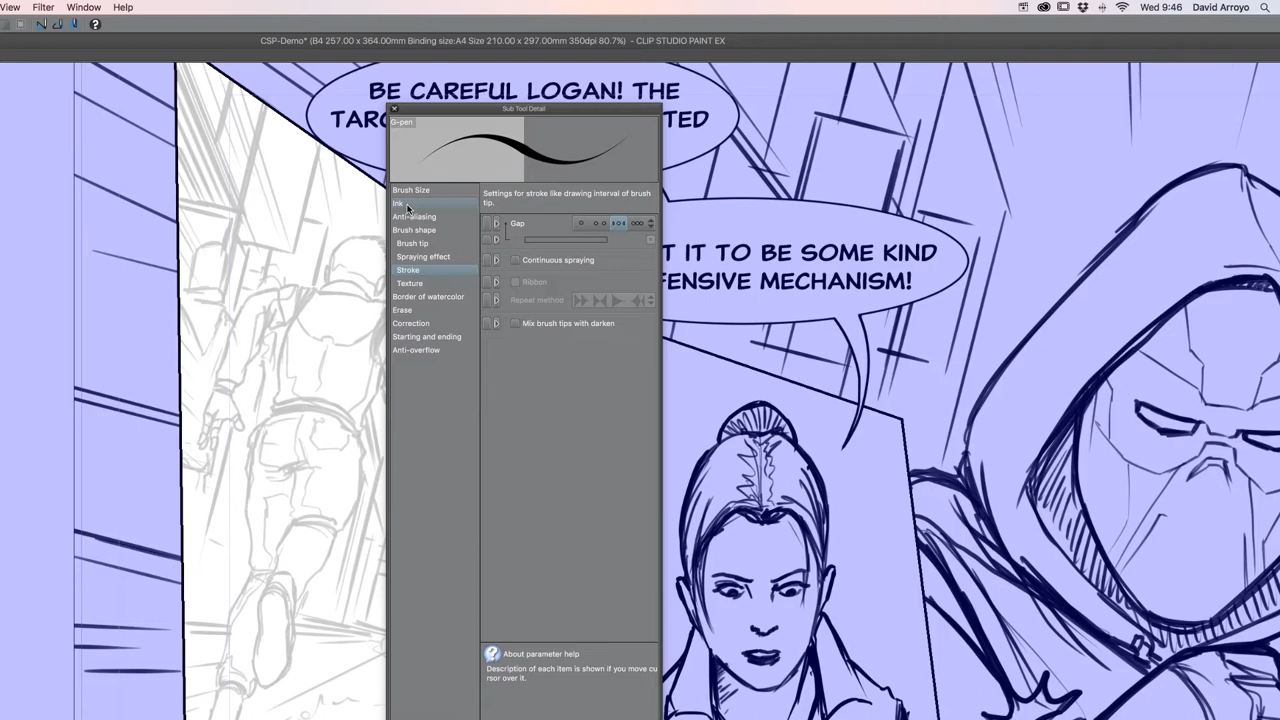 View Filter Window Help
Wed 9:46 David Arroyo
CSP-Demo* (B4 257.00 x 364.00mm Binding size:A4 Size 210.00 x 297.00mm 350dpi 80.7%) - CLIP STUDIO PAINT EX
BE CAREFUL LOGAN! THE
Sub Tool Detail
G-pen
Brush Size
Ink
Anti-aliasing
Brush shape
Brush tip
Spraying effect
Stroke
Texture
Border of watercolor
Erase
Correction
Starting and ending
Anti-overflow
Settings for stroke like drawing interval of brush
tip.
Gap
Continuous spraying
Ribbon
Repeat method
Mix brush tips with darken
About parameter help
Description of each item is shown if you move cu
rsor over it.
IT TO BE SOME KIND
MECHANISM!